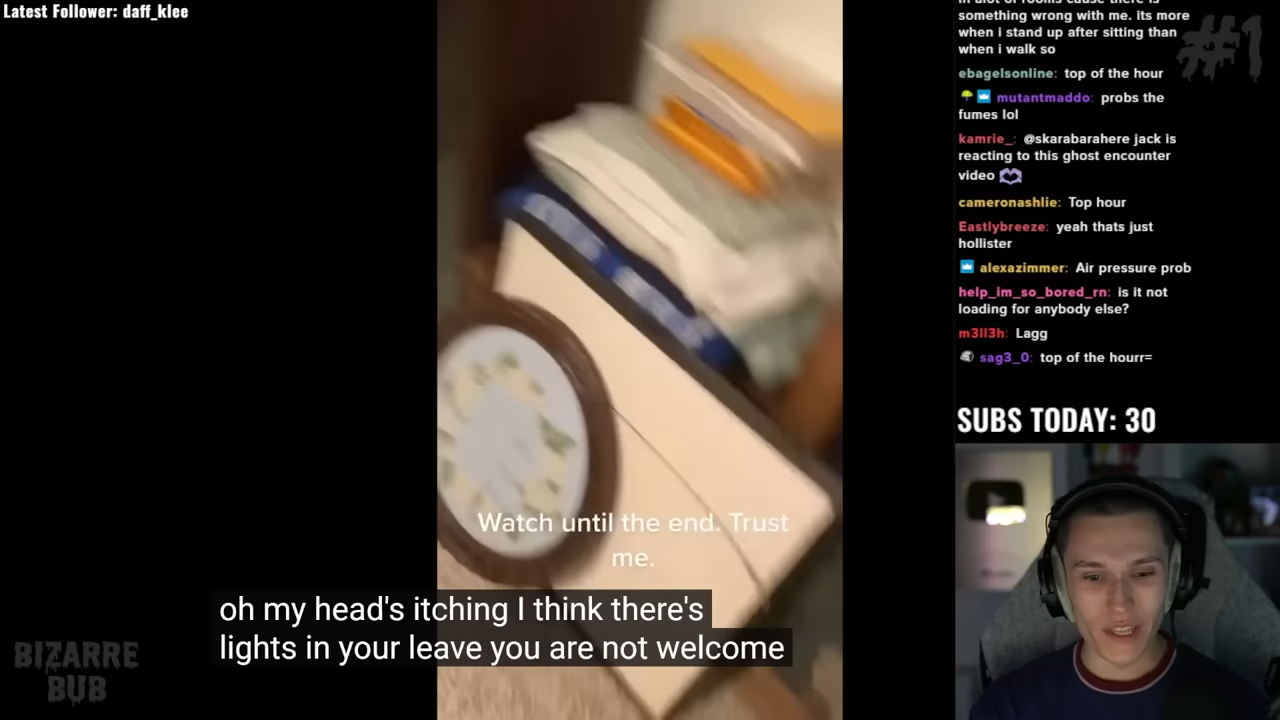 Latest Follower: daff_klee
#1
something wrong with me. its more
when i stand up after sitting than
when i walk so
ebagelsonline: top of the hour
mutantmaddo: probs the
fumes lol
kamrie_: @skarabarahere jack is
reacting to this ghost encounter
video
cameronashlie: Top hour
Eastlybreeze: yeah thats just
hollister
alexazimmer: Air pressure prob
help_im_so_bored_rn: is it not
loading for anybody else?
m3ll3h: Lagg
sag3_0: top of the hourr=
SUBS TODAY: 30
Watch until the end. Trust
me.
oh my head's itching I think there's
lights in your leave you are not welcome
BIZARRE
BUB